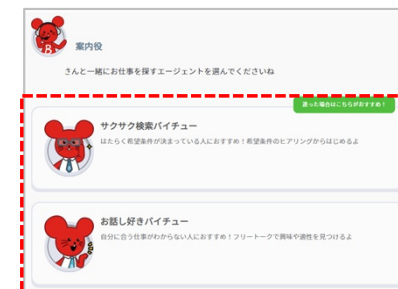 B
案内役
さんと一緒にお仕事を探すエージェントを選んでくださいね
迷った場合はこちらがおすすめ！
サクサク検索バイチュー
はたらく希望条件が決まっている人におすすめ！希望条件のヒアリングからはじめるよ
お話し好きバイチュー
自分に合う仕事がわからない人におすすめ！フリートークで興味や適性を見つけるよ